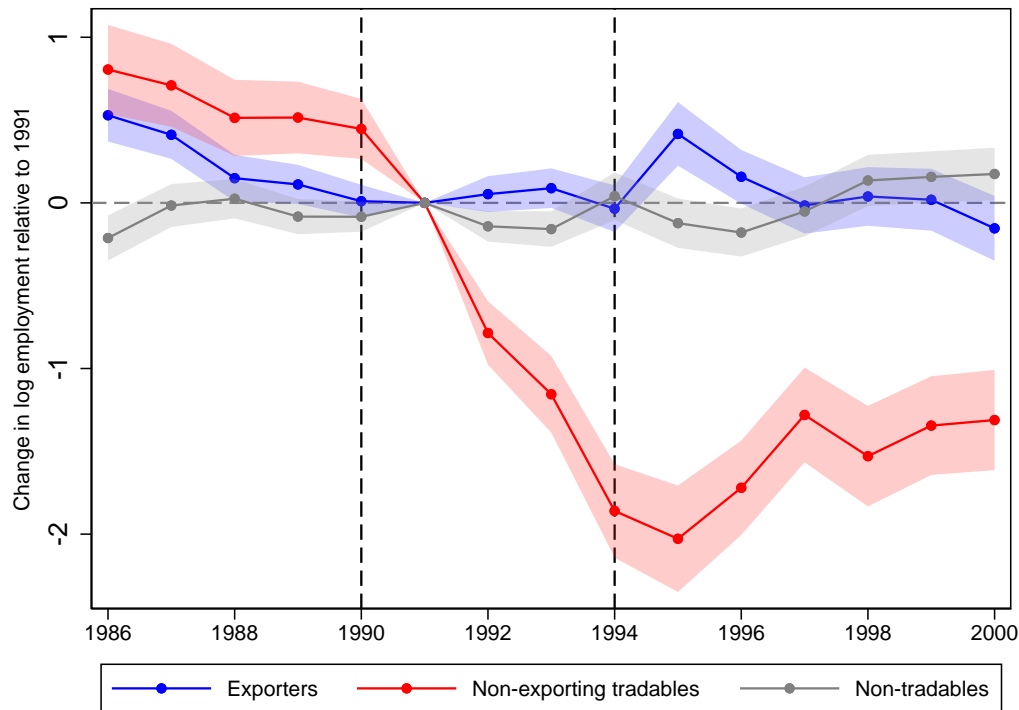 Change in log employment relative to 1991
1
0
-1
-2
1986 1988 1990 1992 1994 1996 1998 2000
Exporters Non-exporting tradables Non-tradables